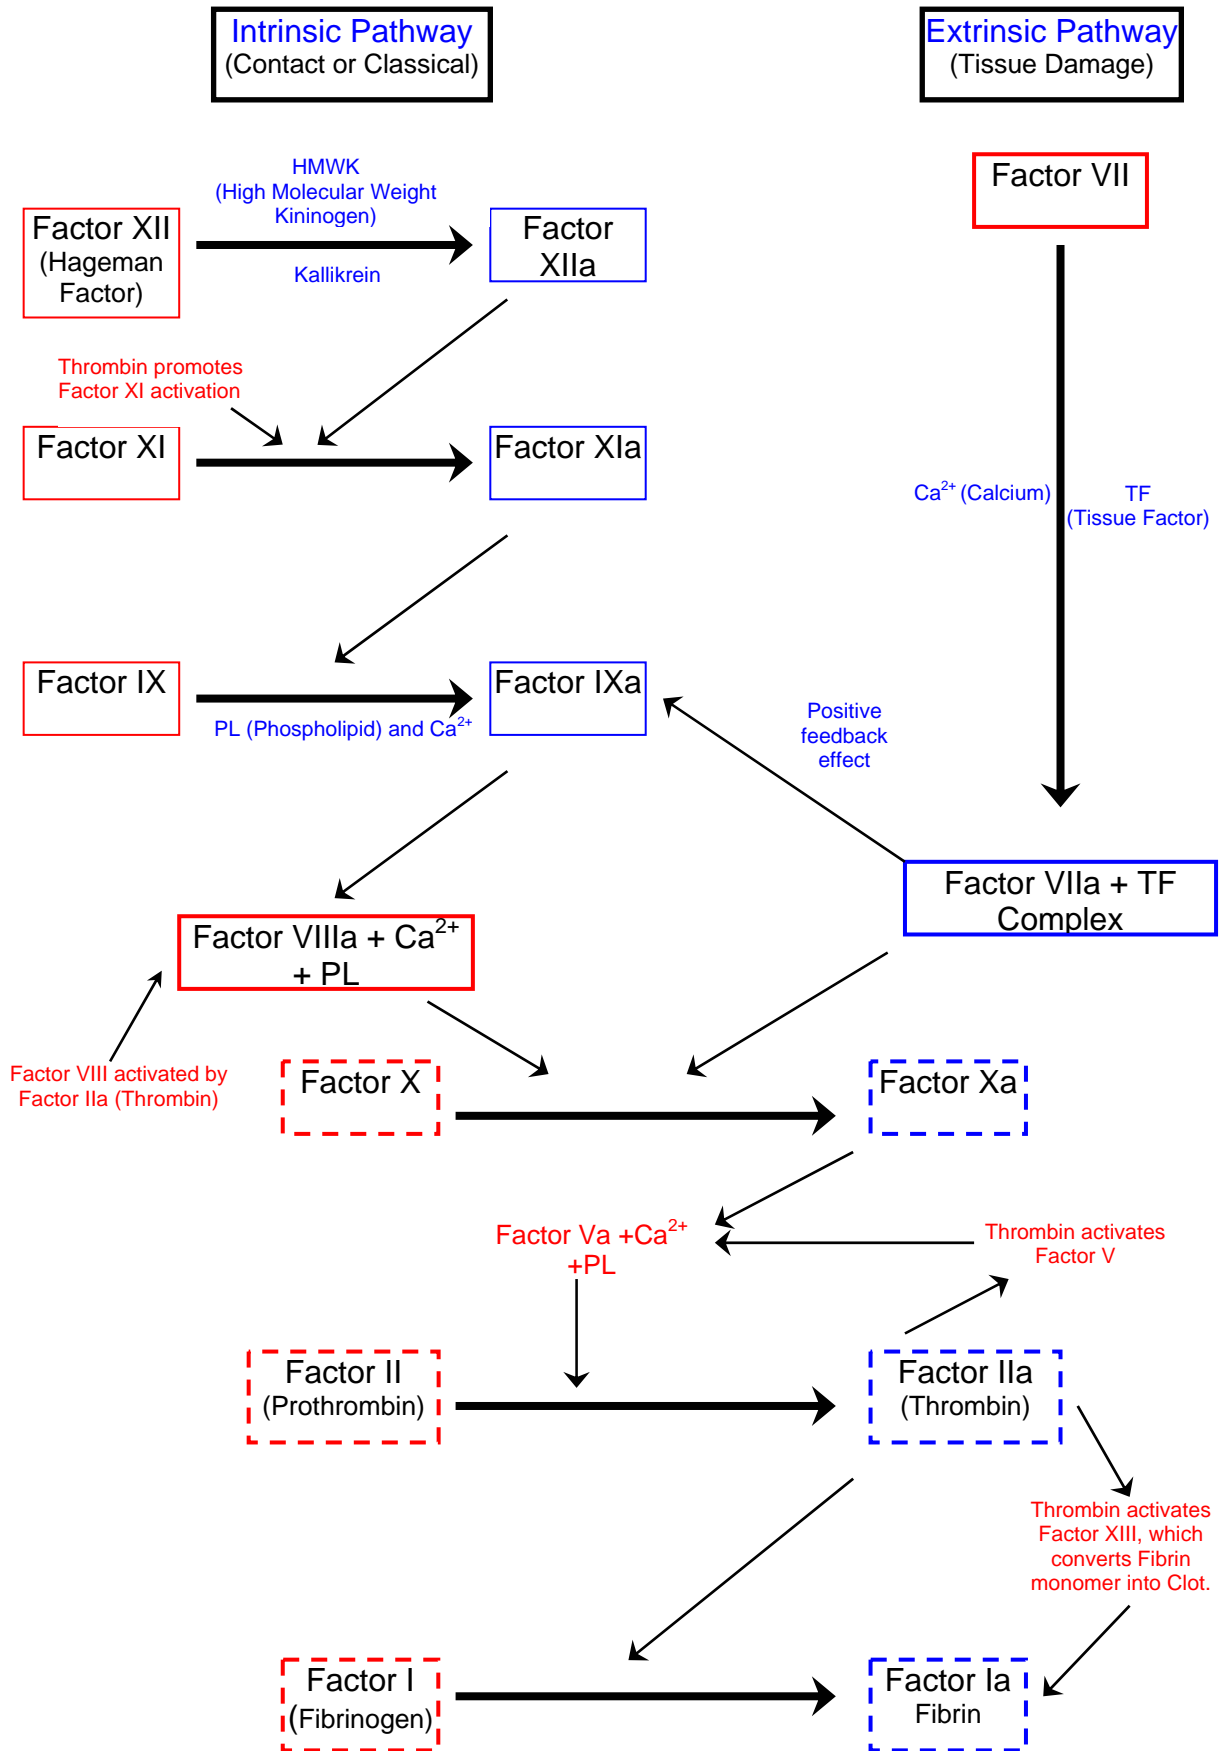 Intrinsic Pathway
(Contact or Classical)
Extrinsic Pathway
(Tissue Damage)
HMWK
(High Molecular Weight
Kininogen)
Kallikrein
Factor XII
(Hageman
Factor)
Factor
XIIa
Factor VII
Thrombin promotes
Factor XI activation
Factor XI
Factor XIa
Ca²⁺ (Calcium)
TF
(Tissue Factor)
Factor IX
Factor IXa
PL (Phospholipid) and Ca²⁺
Positive
feedback
effect
Factor VIIa + TF
Complex
Factor VIIIa + Ca²⁺
+ PL
Factor VIII activated by
Factor IIa (Thrombin)
Factor X
Factor Xa
Factor Va +Ca²⁺
+PL
Thrombin activates
Factor V
Factor II
(Prothrombin)
Factor IIa
(Thrombin)
Thrombin activates
Factor XIII, which
converts Fibrin
monomer into Clot.
Factor I
(Fibrinogen)
Factor Ia
Fibrin